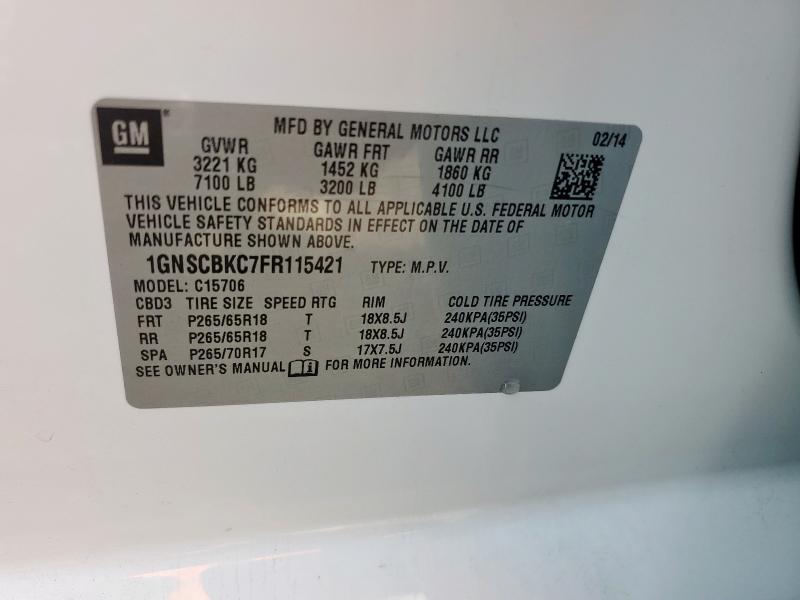 GM®
MFD BY GENERAL MOTORS LLC 02/14
GVWR GAWR FRT GAWR RR
3221 KG 1452 KG 1860 KG
7100 LB 3200 LB 4100 LB
THIS VEHICLE CONFORMS TO ALL APPLICABLE U.S. FEDERAL MOTOR
VEHICLE SAFETY STANDARDS IN EFFECT ON THE DATE OF
MANUFACTURE SHOWN ABOVE.
1GNSCBKC7FR115421 TYPE: M.P.V.
MODEL: C15706
CBD3 TIRE SIZE SPEED RTG RIM COLD TIRE PRESSURE
FRT P265/65R18 T 18X8.5J 240KPA(35PSI)
RR P265/65R18 T 18X8.5J 240KPA(35PSI)
SPA P265/70R17 S 17X7.5J 240KPA(35PSI)
SEE OWNER'S MANUAL i FOR MORE INFORMATION.